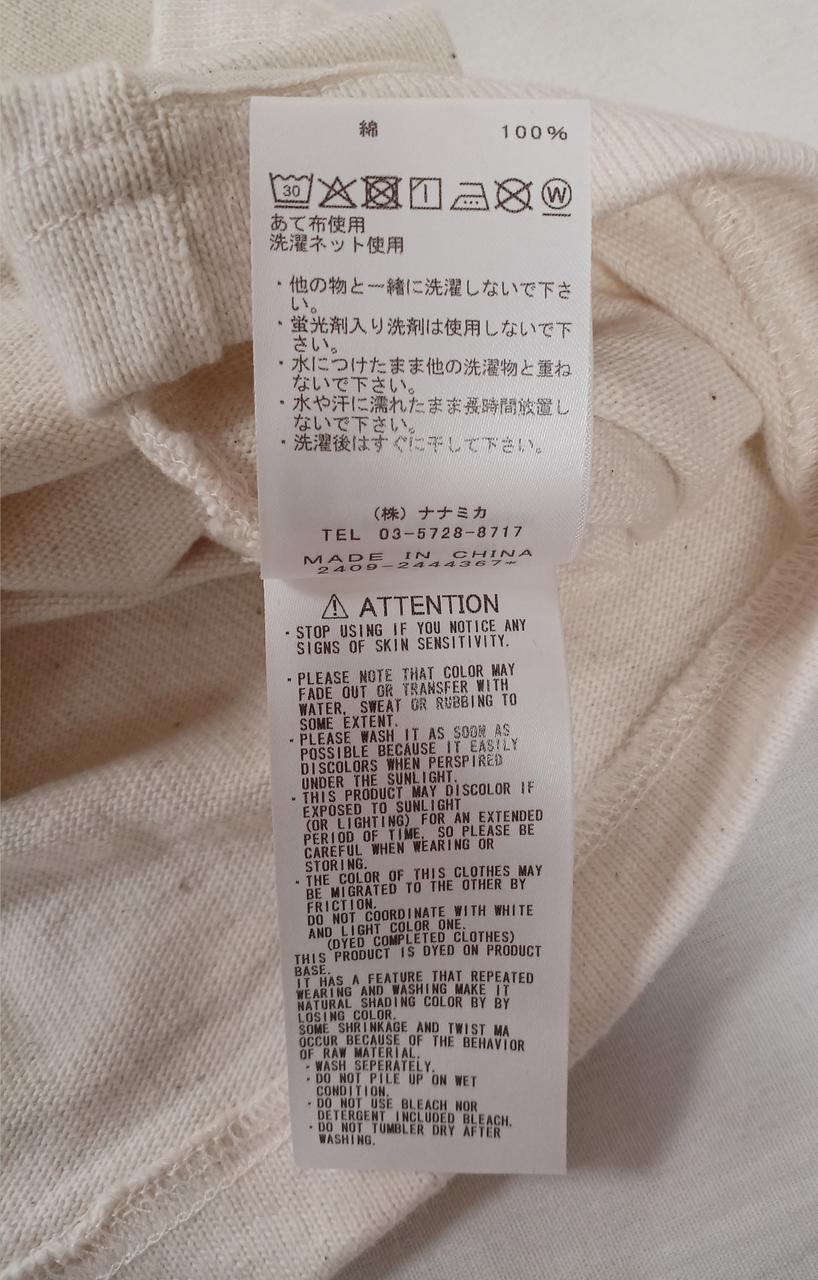 綿 100%
30 W
あて布使用
洗濯ネット使用
・他の物と一緒に洗濯しないで下さ
い。
・蛍光剤入り洗剤は使用しないで下
さい。
・水につけたまま他の洗濯物と重ね
ないで下さい。
・水や汗に濡れたまま長時間放置し
ないで下さい。
・洗濯後はすぐに干して下さい。
(株) ナナミカ
TEL 03-5728-8717
MADE IN CHINA
2409-2444367*
⚠ ATTENTION
・STOP USING IF YOU NOTICE ANY
SIGNS OF SKIN SENSITIVITY.
・PLEASE NOTE THAT COLOR MAY
FADE OUT OR TRANSFER WITH
WATER, SWEAT OR RUBBING TO
SOME EXTENT.
・PLEASE WASH IT AS SOON AS
POSSIBLE BECAUSE IT EASILY
DISCOLORS WHEN PERSPIRED
UNDER THE SUNLIGHT.
・THIS PRODUCT MAY DISCOLOR IF
EXPOSED TO SUNLIGHT
(OR LIGHTING) FOR AN EXTENDED
PERIOD OF TIME, SO PLEASE BE
CAREFUL WHEN WEARING OR
STORING.
・THE COLOR OF THIS CLOTHES MAY
BE MIGRATED TO THE OTHER BY
FRICTION.
DO NOT COORDINATE WITH WHITE
AND LIGHT COLOR ONE.
(DYED COMPLETED CLOTHES)
THIS PRODUCT IS DYED ON PRODUCT
BASE.
IT HAS A FEATURE THAT REPEATED
WEARING AND WASHING MAKE IT
NATURAL SHADING COLOR BY BY
LOSING COLOR.
SOME SHRINKAGE AND TWIST MA
OCCUR BECAUSE OF THE BEHAVIOR
OF RAW MATERIAL.
・WASH SEPERATELY.
・DO NOT PILE UP ON WET
CONDITION.
・DO NOT USE BLEACH NOR
DETERGENT INCLUDED BLEACH.
・DO NOT TUMBLER DRY AFTER
WASHING.